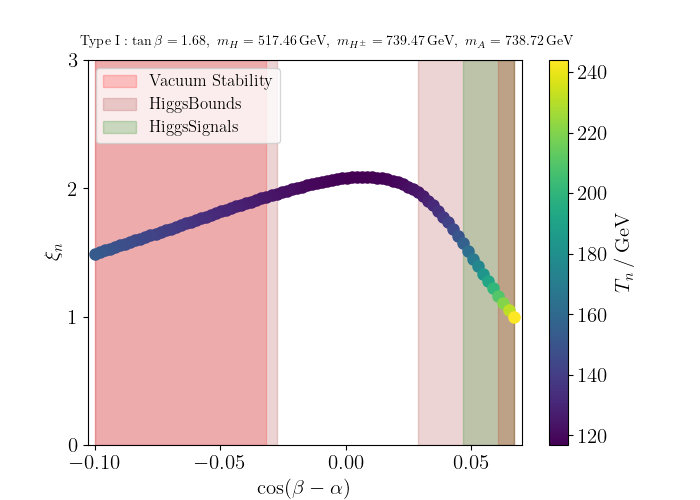 Type I : tan β = 1.68, m_H = 517.46 GeV, m_{H^±} = 739.47 GeV, m_A = 738.72 GeV
3
2
1
0
ξ_n
Vacuum Stability
HiggsBounds
HiggsSignals
−0.10
−0.05
0.00
0.05
cos(β − α)
240
220
200
180
160
140
120
T_n / GeV